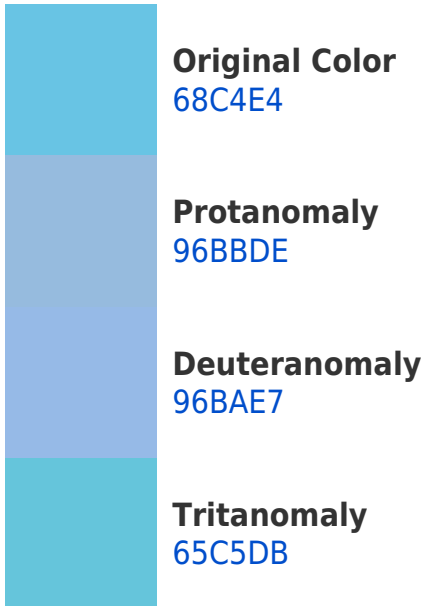 Original Color
68C4E4
Protanomaly
96BBDE
Deuteranomaly
96BAE7
Tritanomaly
65C5DB